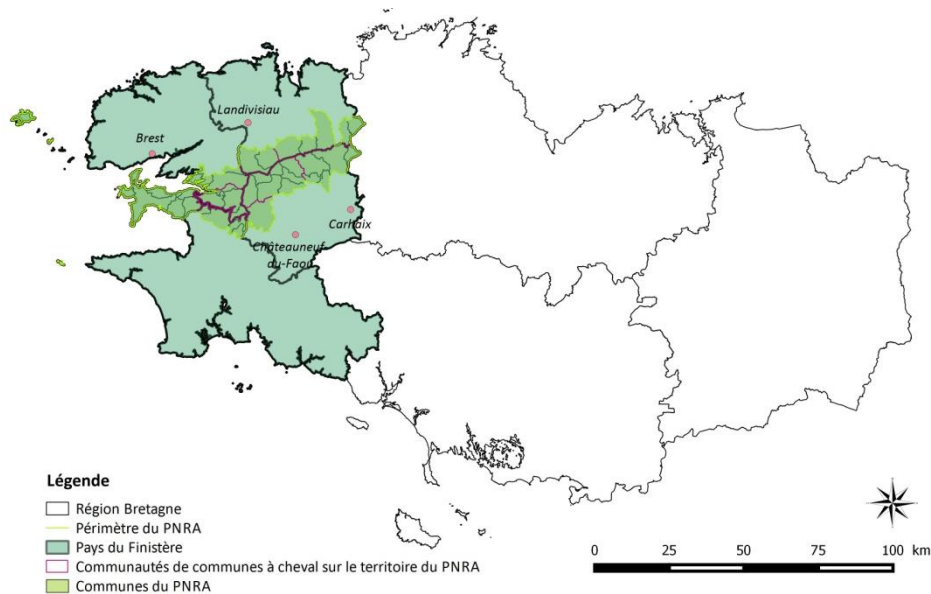 Landivisiau
Brest
Carhaix
Châteauneuf
du-Faou
Légende
Région Bretagne
Périmètre du PNRA
Pays du Finistère
Communautés de communes à cheval sur le territoire du PNRA
Communes du PNRA
0 25 50 75 100 km